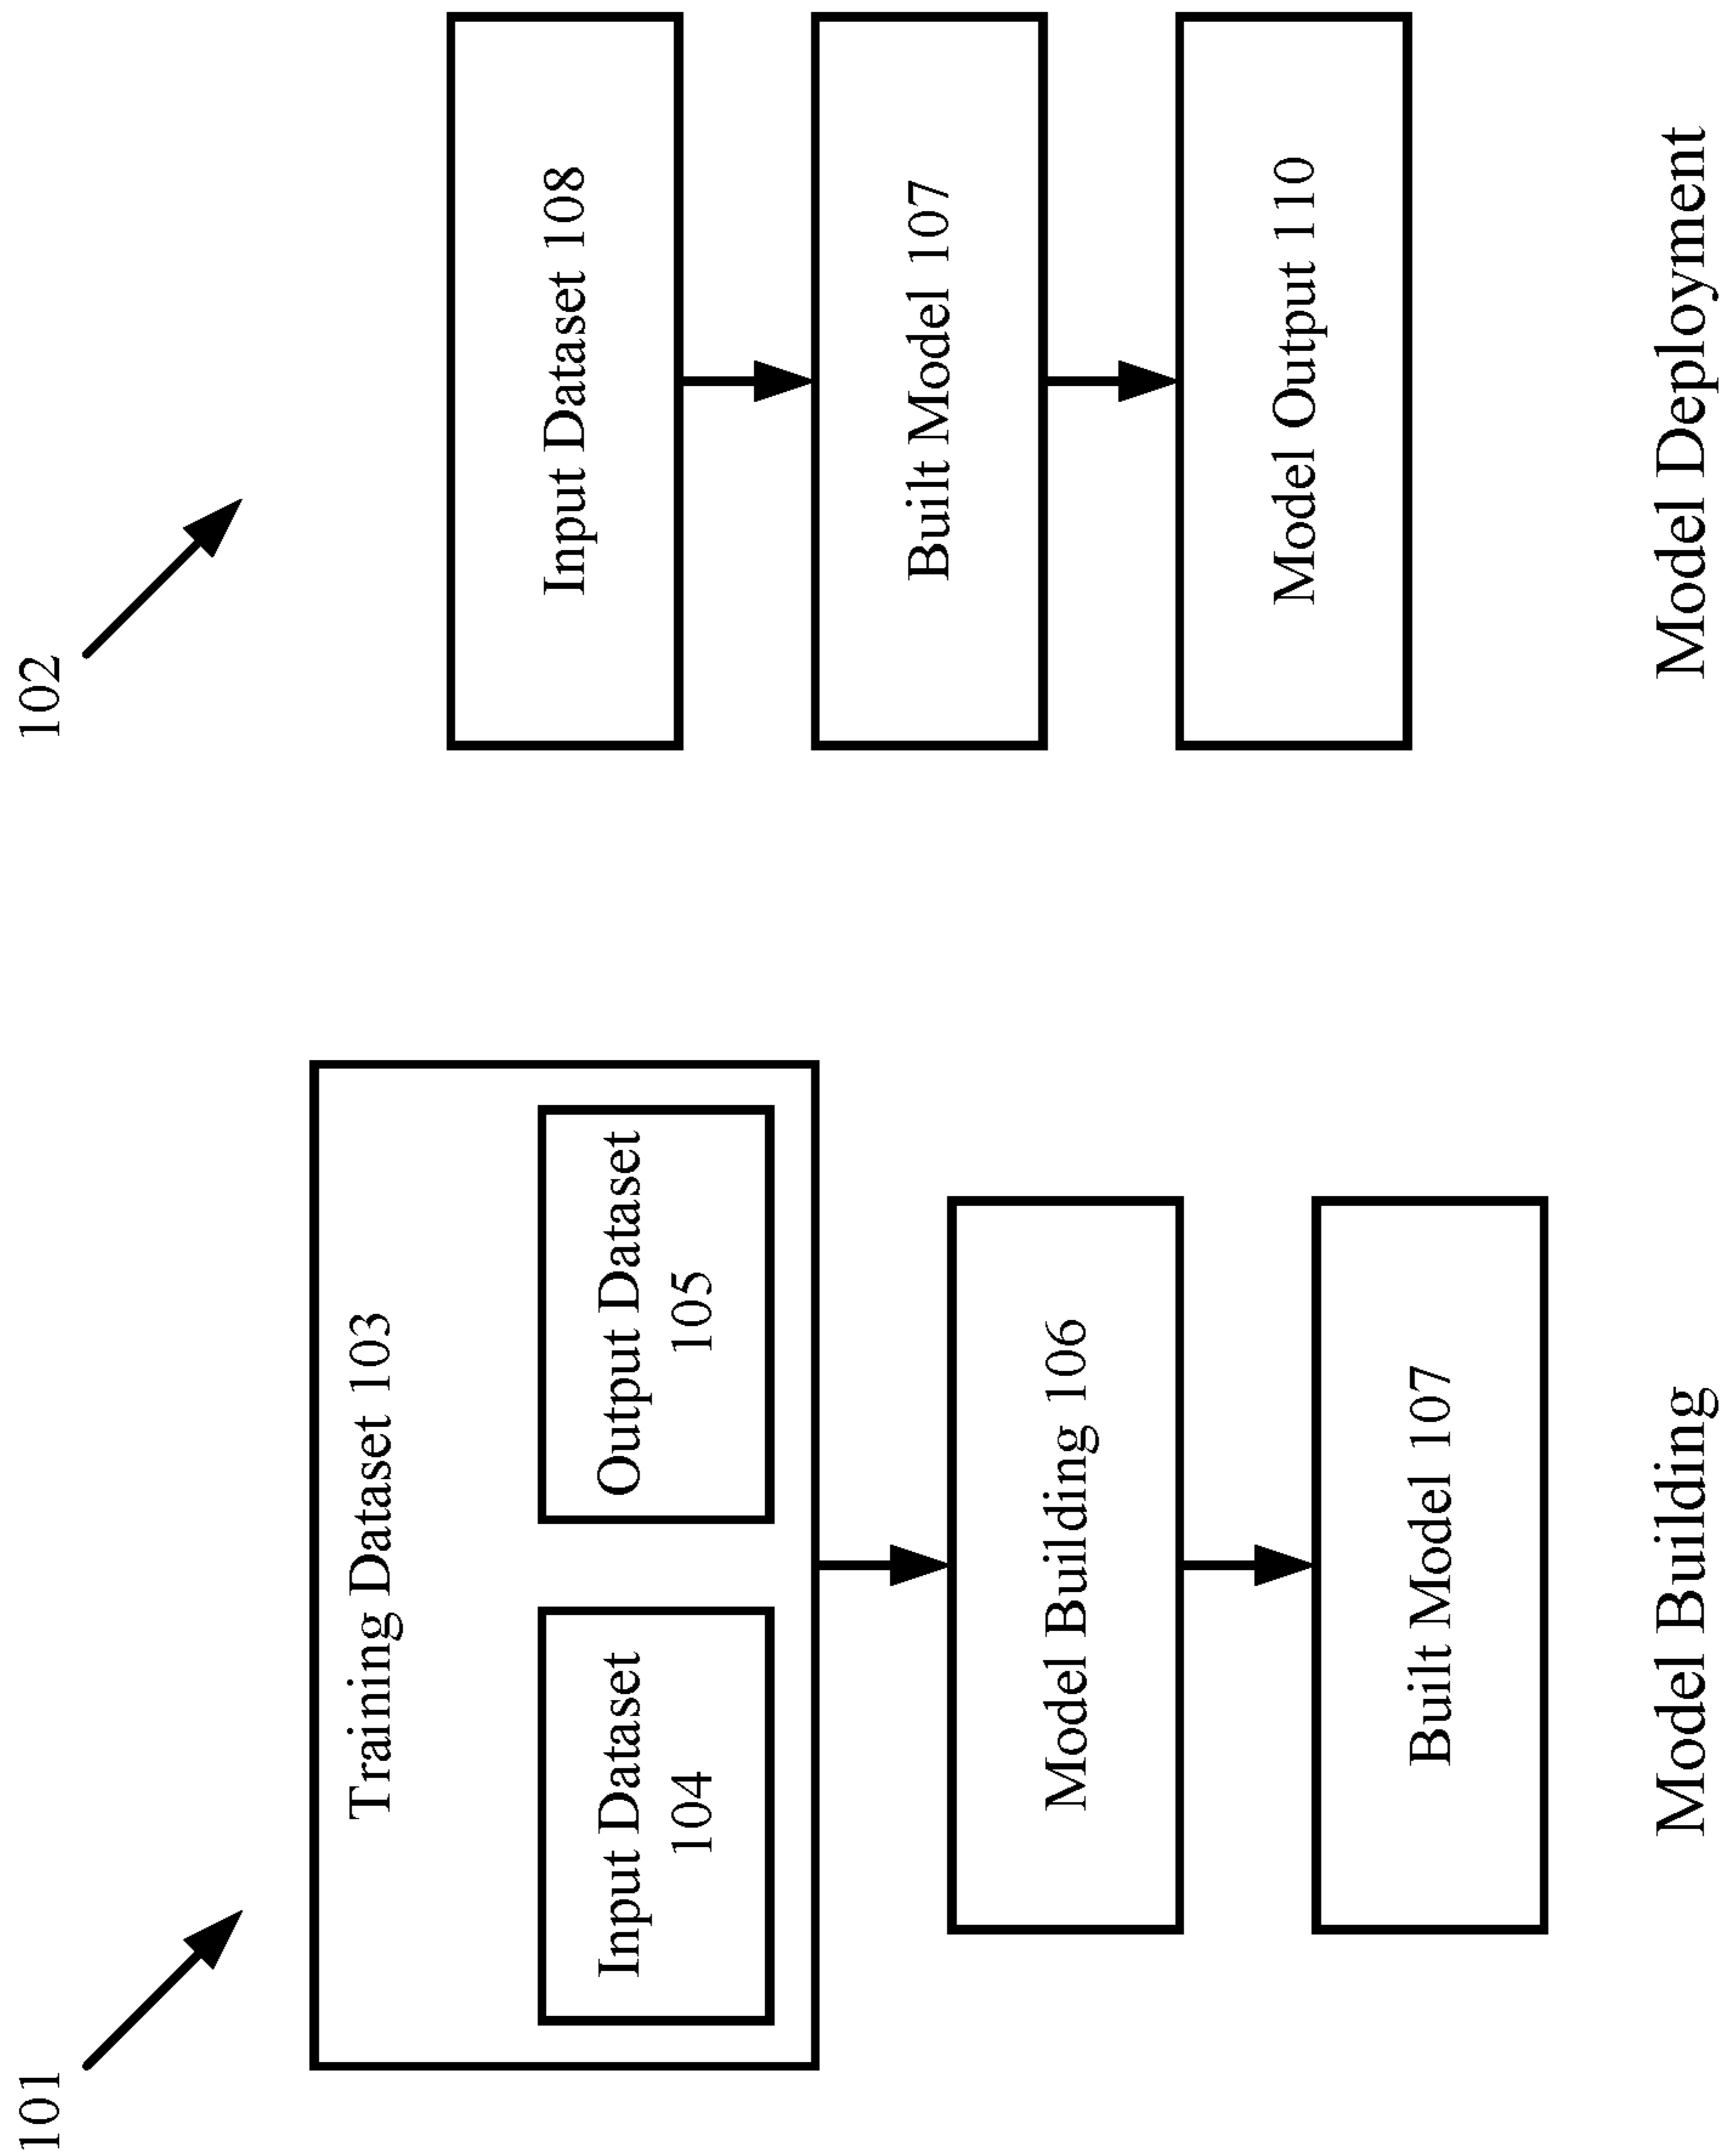 101
Training Dataset 103
Input Dataset
104
Output Dataset
105
Model Building 106
Built Model 107
Model Building
102
Input Dataset 108
Built Model 107
Model Output 110
Model Deployment